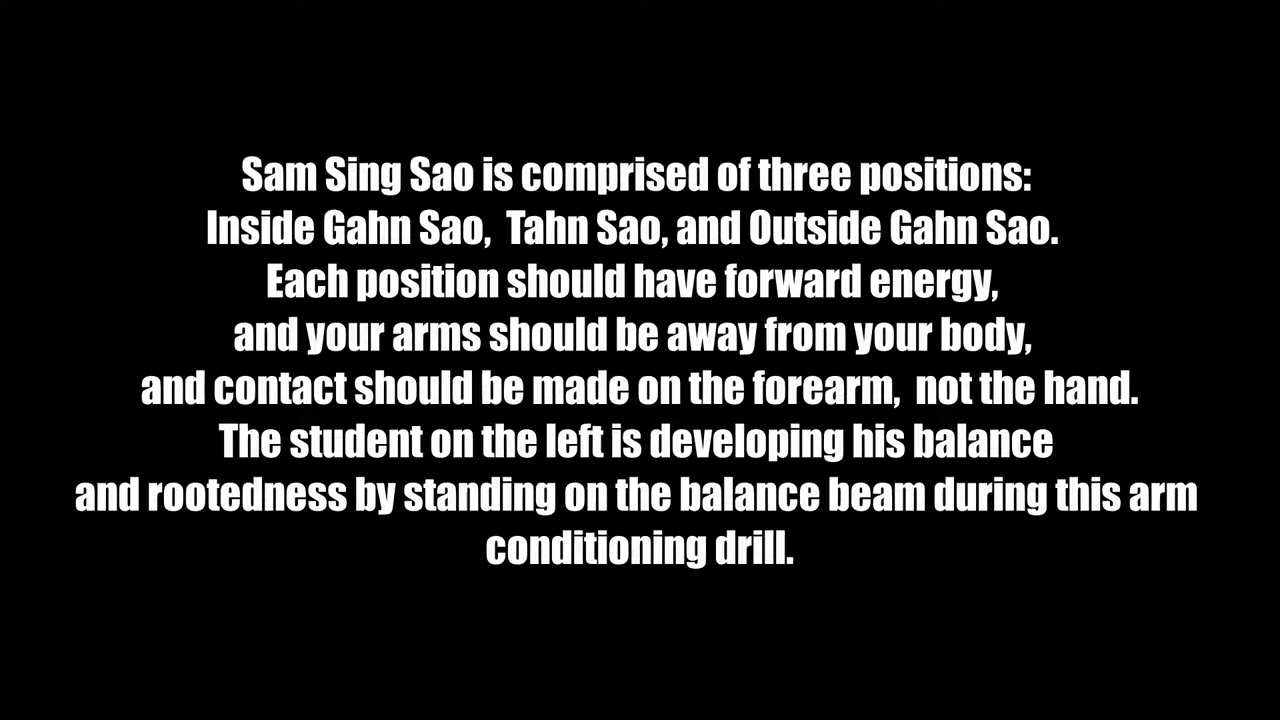 Sam Sing Sao is comprised of three positions:
Inside Gahn Sao,  Tahn Sao, and Outside Gahn Sao.
Each position should have forward energy,
and your arms should be away from your body,
and contact should be made on the forearm,  not the hand.
The student on the left is developing his balance
and rootedness by standing on the balance beam during this arm
conditioning drill.